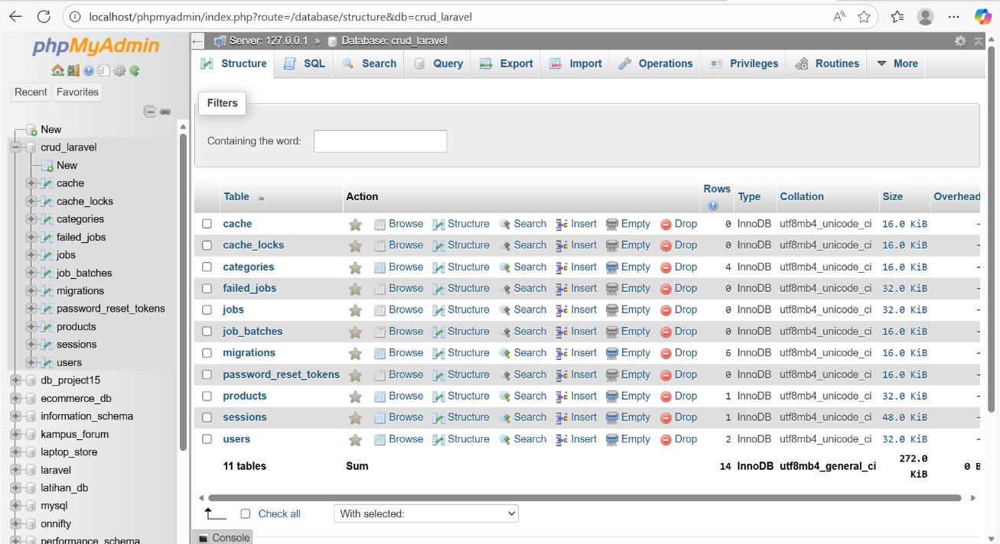 localhost/phpmyadmin/index.php?route=/database/structure&db=crud_laravel
phpMyAdmin
Recent Favorites
New
crud_laravel
New
cache
cache_locks
categories
failed_jobs
jobs
job_batches
migrations
password_reset_tokens
products
sessions
users
db_project15
ecommerce_db
information_schema
kampus_forum
laptop_store
laravel
latihan_db
mysql
onnifty
performance_schema
Server: 127.0.0.1 » Database: crud_laravel
Structure SQL Search Query Export Import Operations Privileges Routines More
Filters
Containing the word:
Table Action Rows Type Collation Size Overhead
cache Browse Structure Search Insert Empty Drop 0 InnoDB utf8mb4_unicode_ci 16.0 KiB -
cache_locks Browse Structure Search Insert Empty Drop 0 InnoDB utf8mb4_unicode_ci 16.0 KiB -
categories Browse Structure Search Insert Empty Drop 4 InnoDB utf8mb4_unicode_ci 16.0 KiB -
failed_jobs Browse Structure Search Insert Empty Drop 0 InnoDB utf8mb4_unicode_ci 32.0 KiB -
jobs Browse Structure Search Insert Empty Drop 0 InnoDB utf8mb4_unicode_ci 32.0 KiB -
job_batches Browse Structure Search Insert Empty Drop 0 InnoDB utf8mb4_unicode_ci 16.0 KiB -
migrations Browse Structure Search Insert Empty Drop 6 InnoDB utf8mb4_unicode_ci 16.0 KiB -
password_reset_tokens Browse Structure Search Insert Empty Drop 0 InnoDB utf8mb4_unicode_ci 16.0 KiB -
products Browse Structure Search Insert Empty Drop 1 InnoDB utf8mb4_unicode_ci 32.0 KiB -
sessions Browse Structure Search Insert Empty Drop 1 InnoDB utf8mb4_unicode_ci 48.0 KiB -
users Browse Structure Search Insert Empty Drop 2 InnoDB utf8mb4_unicode_ci 32.0 KiB -
11 tables Sum 14 InnoDB utf8mb4_general_ci 272.0 KiB 0 B
Check all With selected:
Console